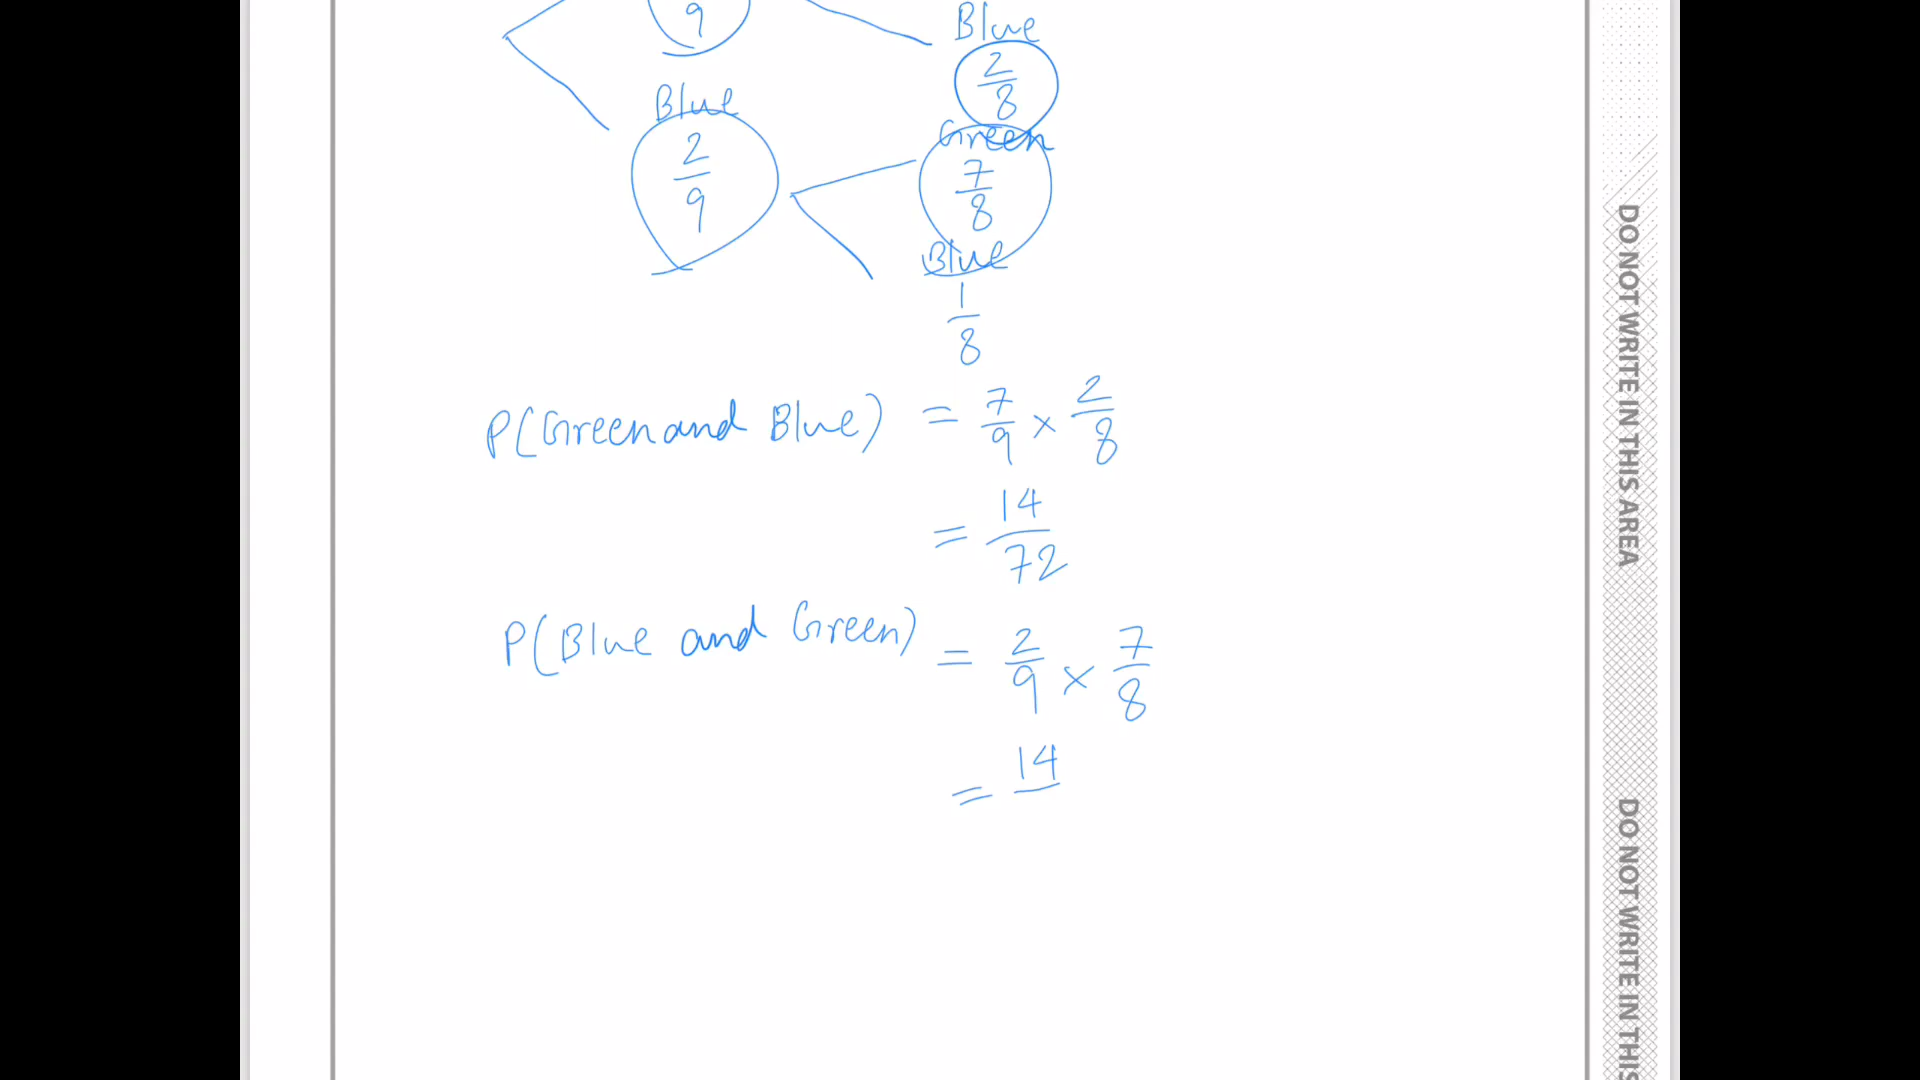 9
Blue
2/8
Blue
2/9
Green
7/8
Blue
1/8
P(Green and Blue) = 7/9 × 2/8
= 14/72
P(Blue and Green) = 2/9 × 7/8
= 14
DO NOT WRITE IN THIS AREA
DO NOT WRITE IN THIS